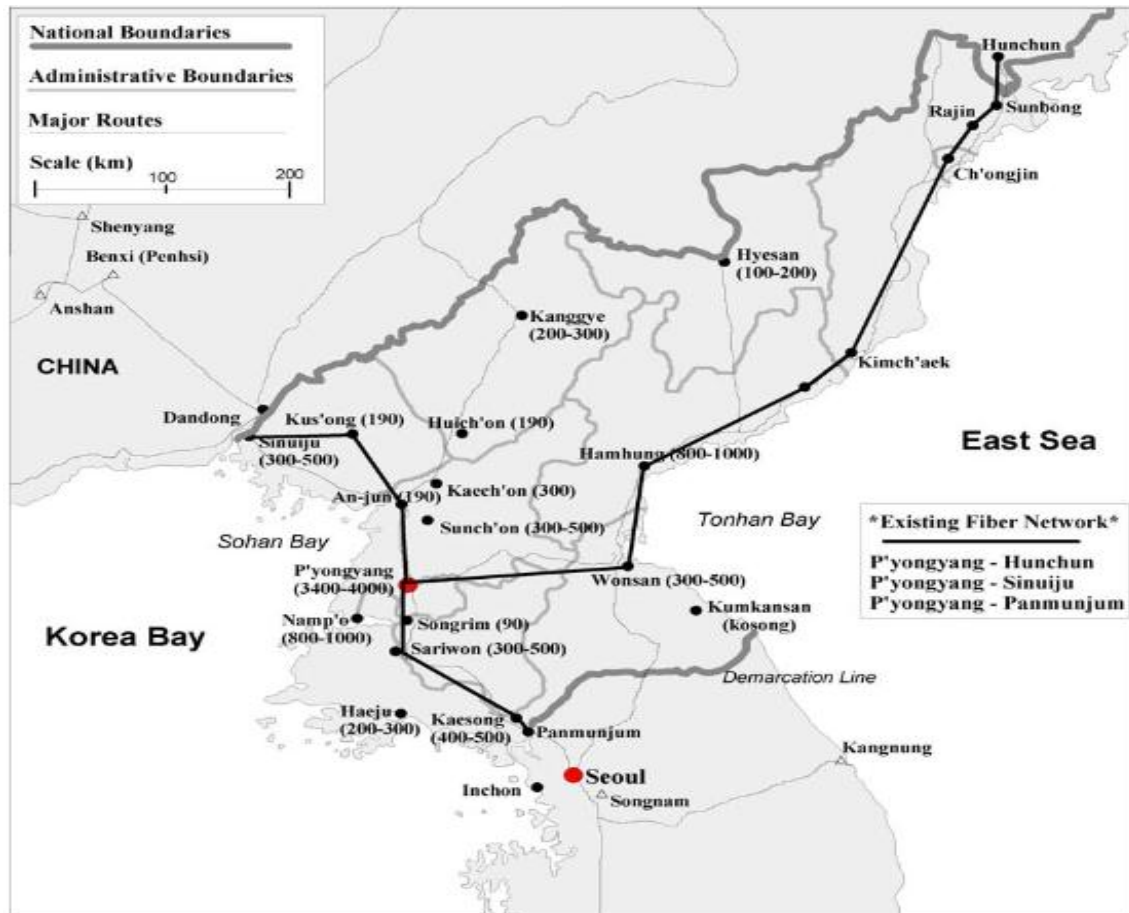 National Boundaries
Administrative Boundaries
Major Routes
Scale (km)
100
200
Hunchun
Rajin
Sunbong
Ch'ongjin
Shenyang
Benxi (Penhsi)
Anshan
Hyesan
(100-200)
Kanggye
(200-300)
CHINA
Kimch'aek
Dandong
Kus'ong (190)
Huich'on (190)
Sinuiju
(300-500)
East Sea
Hamhung (800-1000)
Kaech'on (300)
An-jun (190)
Sunch'on (300-500)
Tonhan Bay
Sohan Bay
*Existing Fiber Network*
P'yongyang - Hunchun
P'yongyang - Sinuiju
P'yongyang - Panmunjum
P'yongyang
(3400-4000)
Wonsan (300-500)
Kumkansan
(kosong)
Korea Bay
Namp'o
(800-1000)
Songrim (90)
Sariwon (300-500)
Demarcation Line
Haeju
(200-300)
Kaesong
(400-500)
Panmunjum
Kangnung
Seoul
Inchon
Songnam